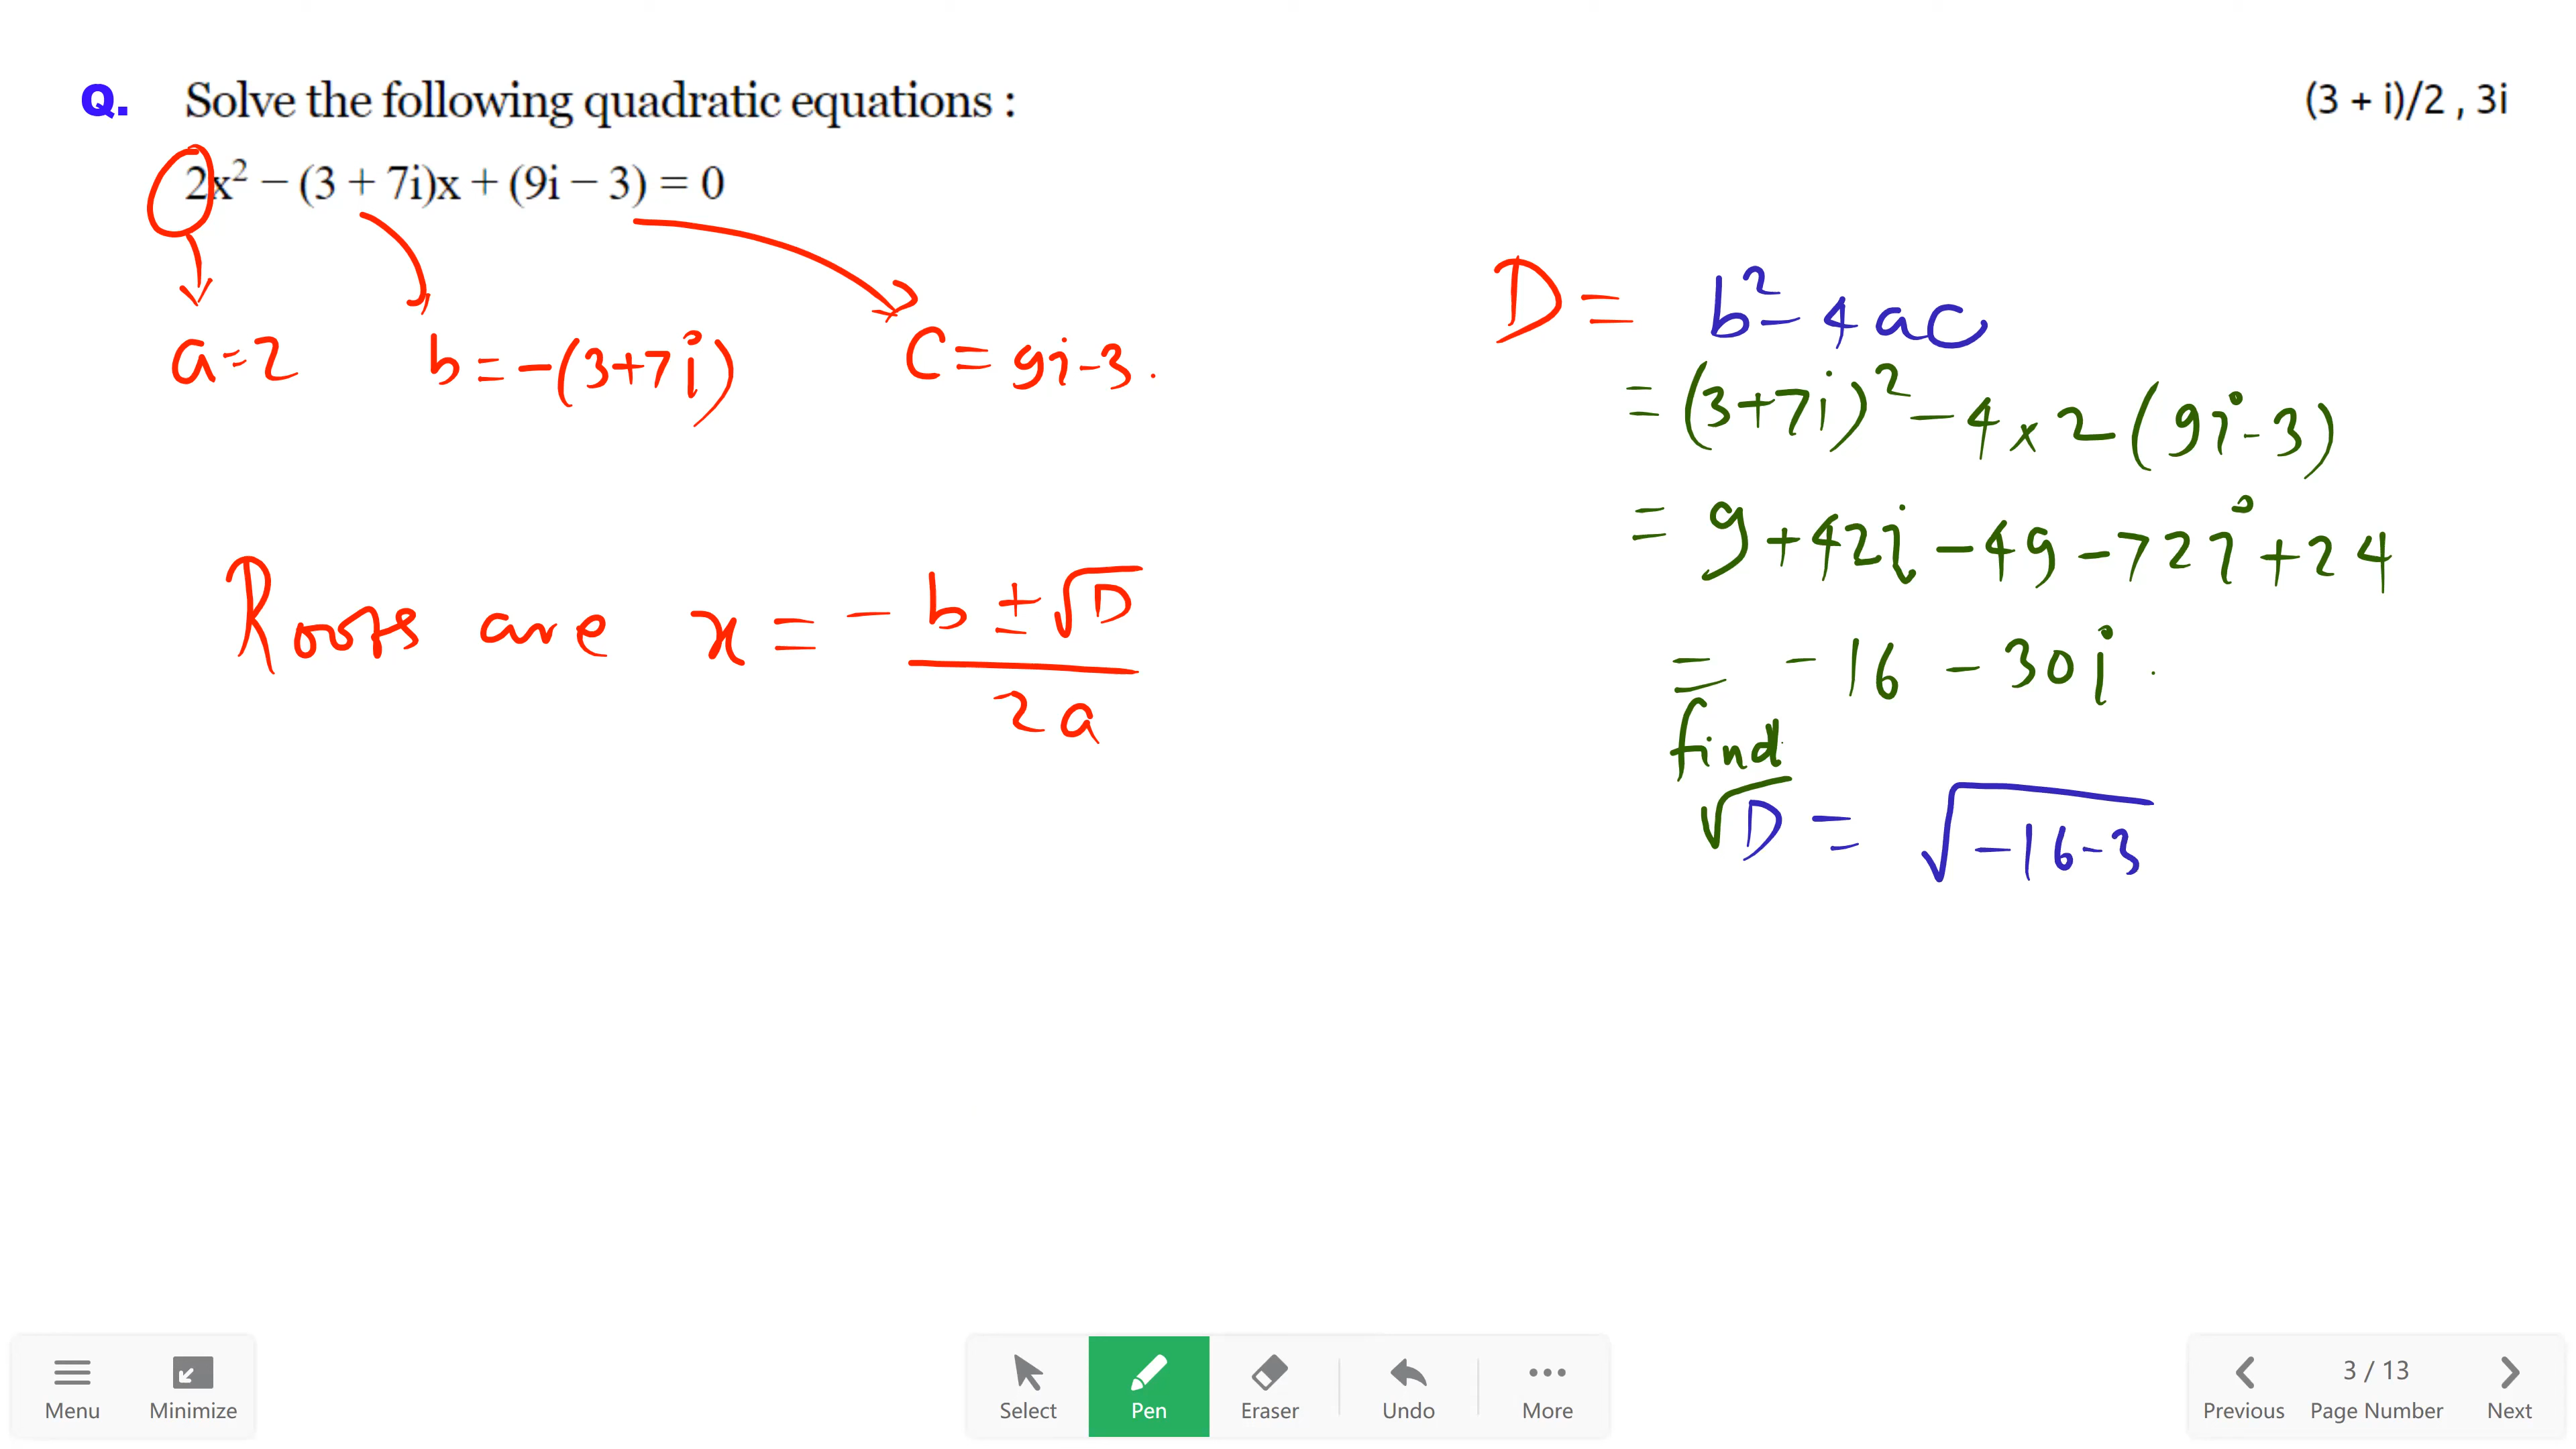 Q. Solve the following quadratic equations :
(3 + i)/2 , 3i
2x² − (3 + 7i)x + (9i − 3) = 0
a=2 b=-(3+7i) C=9i-3.
Roots are x = -b ± √D / 2a
D = b²-4ac
= (3+7i)² - 4×2(9i-3)
= 9+42i-49-72i+24
= -16 -30i.
find
√D = √-16-3
Menu Minimize Select Pen Eraser Undo More Previous 3 / 13 Page Number Next